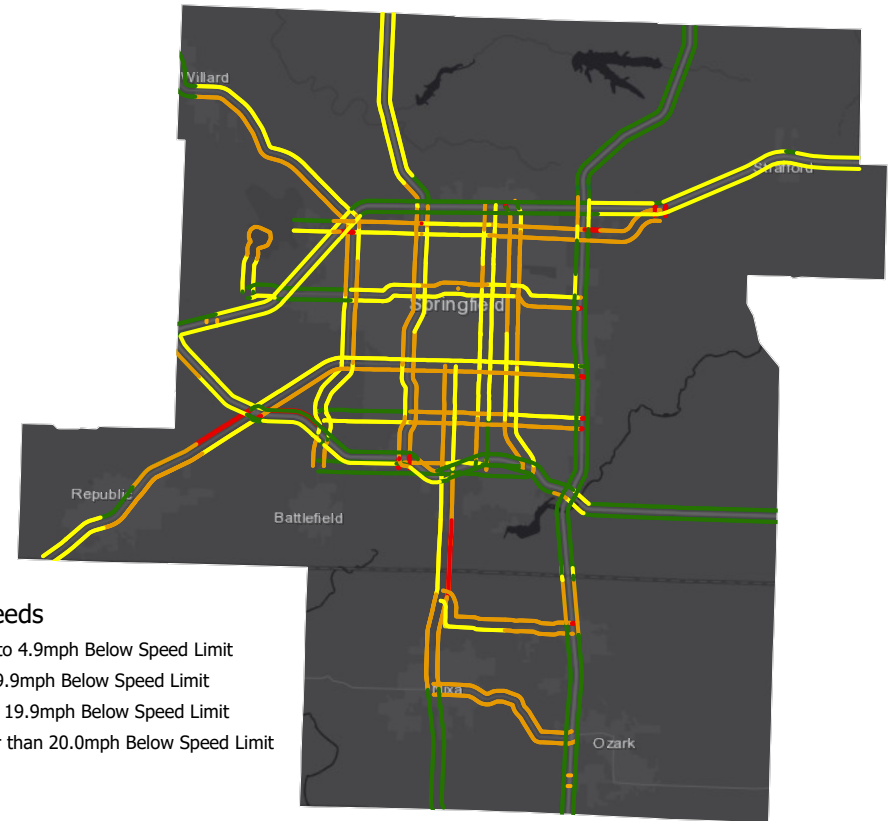 Willard
Strafford
Springfield
Republic
Battlefield
eeds
to 4.9mph Below Speed Limit
9.9mph Below Speed Limit
19.9mph Below Speed Limit
r than 20.0mph Below Speed Limit
Ozark